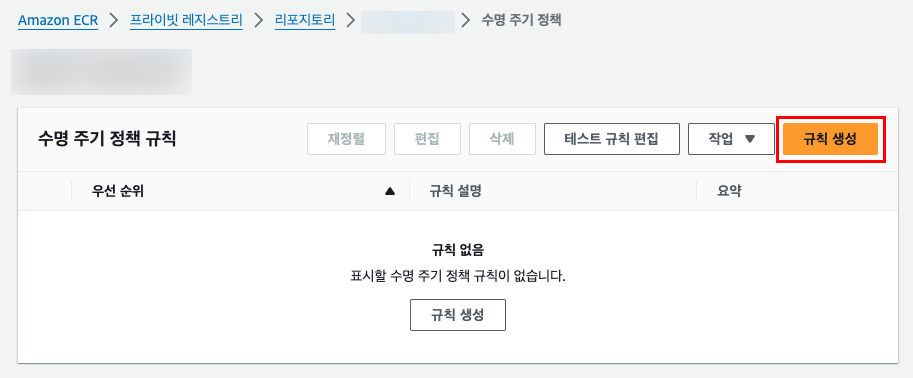 Amazon ECR > 프라이빗 레지스트리 > 리포지토리 > > 수명 주기 정책
수명 주기 정책 규칙 재정렬 편집 삭제 테스트 규칙 편집 작업 ▼ 규칙 생성
우선 순위 ▲ 규칙 설명 요약
규칙 없음
표시할 수명 주기 정책 규칙이 없습니다.
규칙 생성